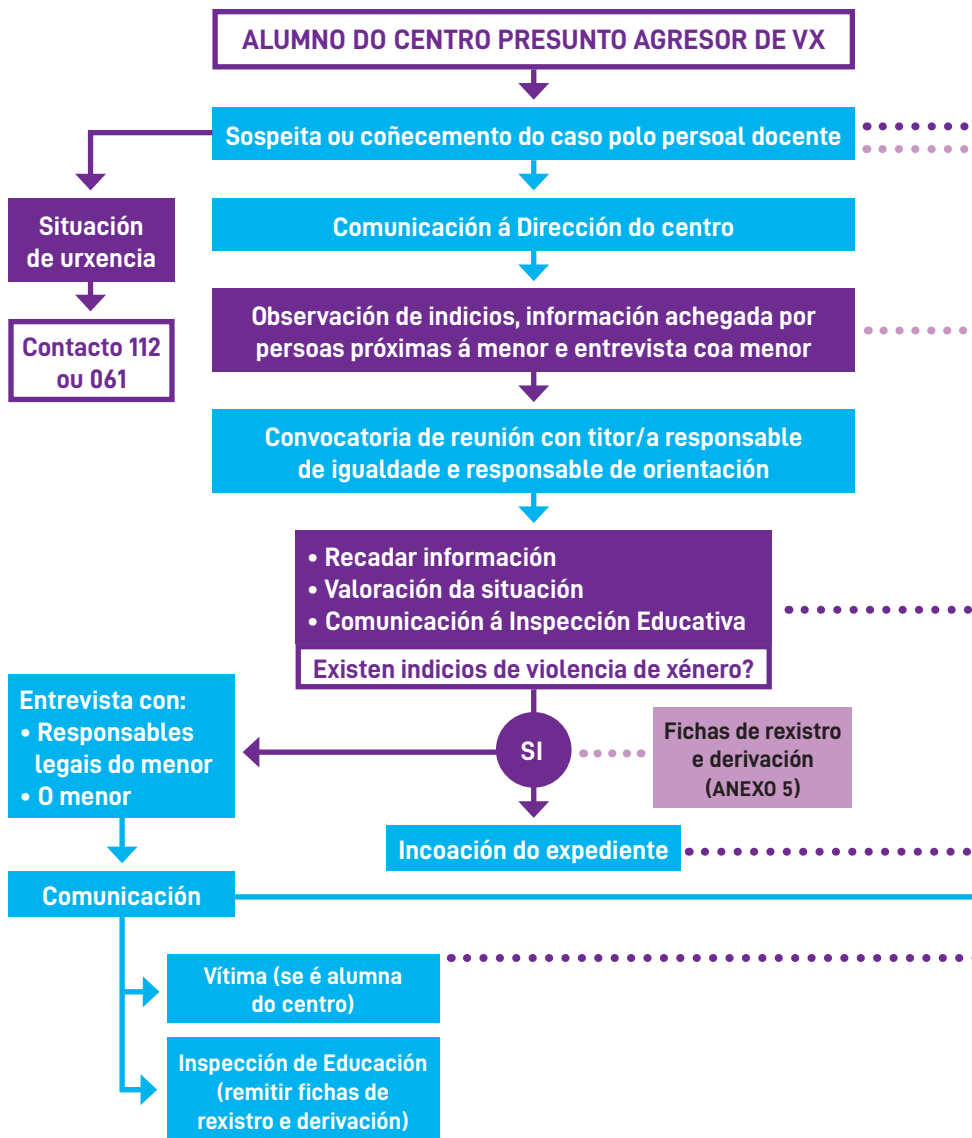 ALUMNO DO CENTRO PRESUNTO AGRESOR DE VX
Sospeita ou coñecemento do caso polo persoal docente
Situación
de urxencia
Contacto 112
ou 061
Comunicación á Dirección do centro
Observación de indicios, información achegada por
persoas próximas á menor e entrevista coa menor
Convocatoria de reunión con titor/a responsable
de igualdade e responsable de orientación
• Recadar información
• Valoración da situación
• Comunicación á Inspección Educativa
Existen indicios de violencia de xénero?
SI
Fichas de rexistro
e derivación
(ANEXO 5)
Entrevista con:
• Responsables
legais do menor
• O menor
Incoación do expediente
Comunicación
Vítima (se é alumna
do centro)
Inspección de Educación
(remitir fichas de
rexistro e derivación)